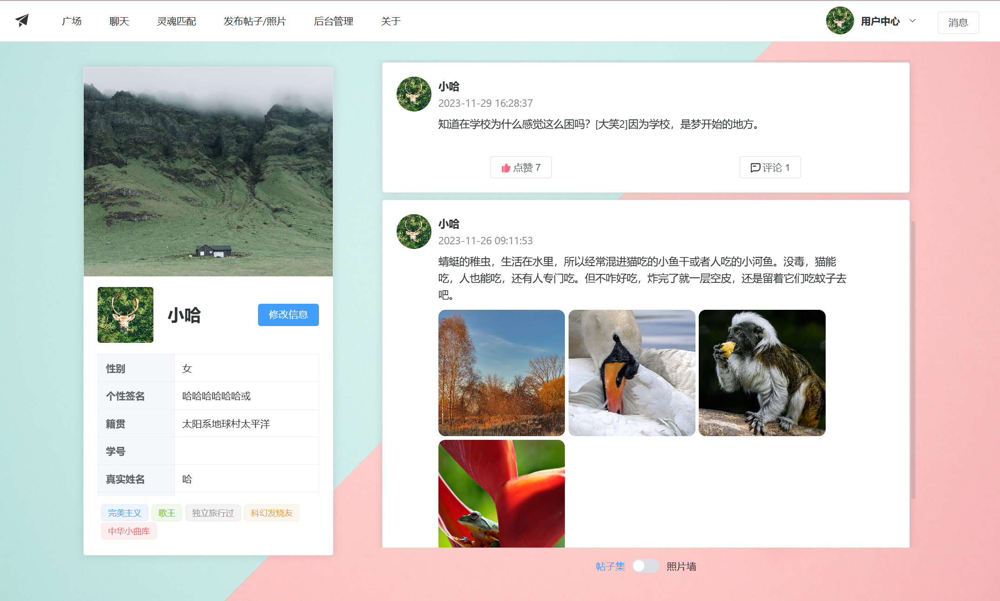 广场 聊天 灵魂匹配 发布帖子/照片 后台管理 关于 用户中心 消息
小哈 修改信息
性别 女
个性签名 哈哈哈哈哈哈或
籍贯 太阳系地球村太平洋
学号
真实姓名 哈
完美主义 歌王 独立旅行过 科幻发烧友
中华小曲库
小哈
2023-11-29 16:28:37
知道在学校为什么感觉这么困吗？[大笑2]因为学校，是梦开始的地方。
点赞 7 评论 1
小哈
2023-11-26 09:11:53
蜻蜓的稚虫，生活在水里，所以经常混进猫吃的小鱼干或者人吃的小河鱼。没毒，猫能
吃，人也能吃，还有人专门吃。但不咋好吃，炸完了就一层空皮，还是留着它们吃蚊子去
吧。
帖子集 照片墙